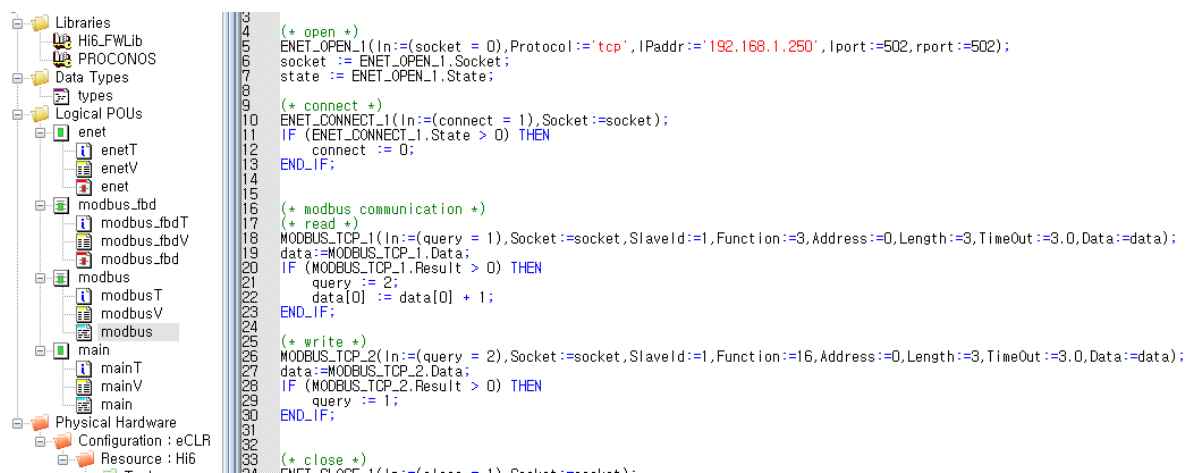 Libraries
Hi6_FWLib
PROCONOS
Data Types
types
Logical POUs
enet
enetT
enetV
enet
modbus_fbd
modbus_fbdT
modbus_fbdV
modbus_fbd
modbus
modbusT
modbusV
modbus
main
mainT
mainV
main
Physical Hardware
Configuration : eCLR
Resource : Hi6
3
4 (* open *)
5 ENET_OPEN_1(In:=(socket = 0),Protocol:='tcp',IPaddr:='192.168.1.250',lport:=502,rport:=502);
6 socket := ENET_OPEN_1.Socket;
7 state := ENET_OPEN_1.State;
8
9 (* connect *)
10 ENET_CONNECT_1(In:=(connect = 1),Socket:=socket);
11 IF (ENET_CONNECT_1.State > 0) THEN
12 connect := 0;
13 END_IF;
14
15
16 (* modbus communication *)
17 (* read *)
18 MODBUS_TCP_1(In:=(query = 1),Socket:=socket,SlaveId:=1,Function:=3,Address:=0,Length:=3,TimeOut:=3.0,Data:=data);
19 data:=MODBUS_TCP_1.Data;
20 IF (MODBUS_TCP_1.Result > 0) THEN
21 query := 2;
22 data[0] := data[0] + 1;
23 END_IF;
24
25 (* write *)
26 MODBUS_TCP_2(In:=(query = 2),Socket:=socket,SlaveId:=1,Function:=16,Address:=0,Length:=3,TimeOut:=3.0,Data:=data);
27 data:=MODBUS_TCP_2.Data;
28 IF (MODBUS_TCP_2.Result > 0) THEN
29 query := 1;
30 END_IF;
31
32
33 (* close *)
34 ENET_CLOSE_1(In:=(close = 1),Socket:=socket);